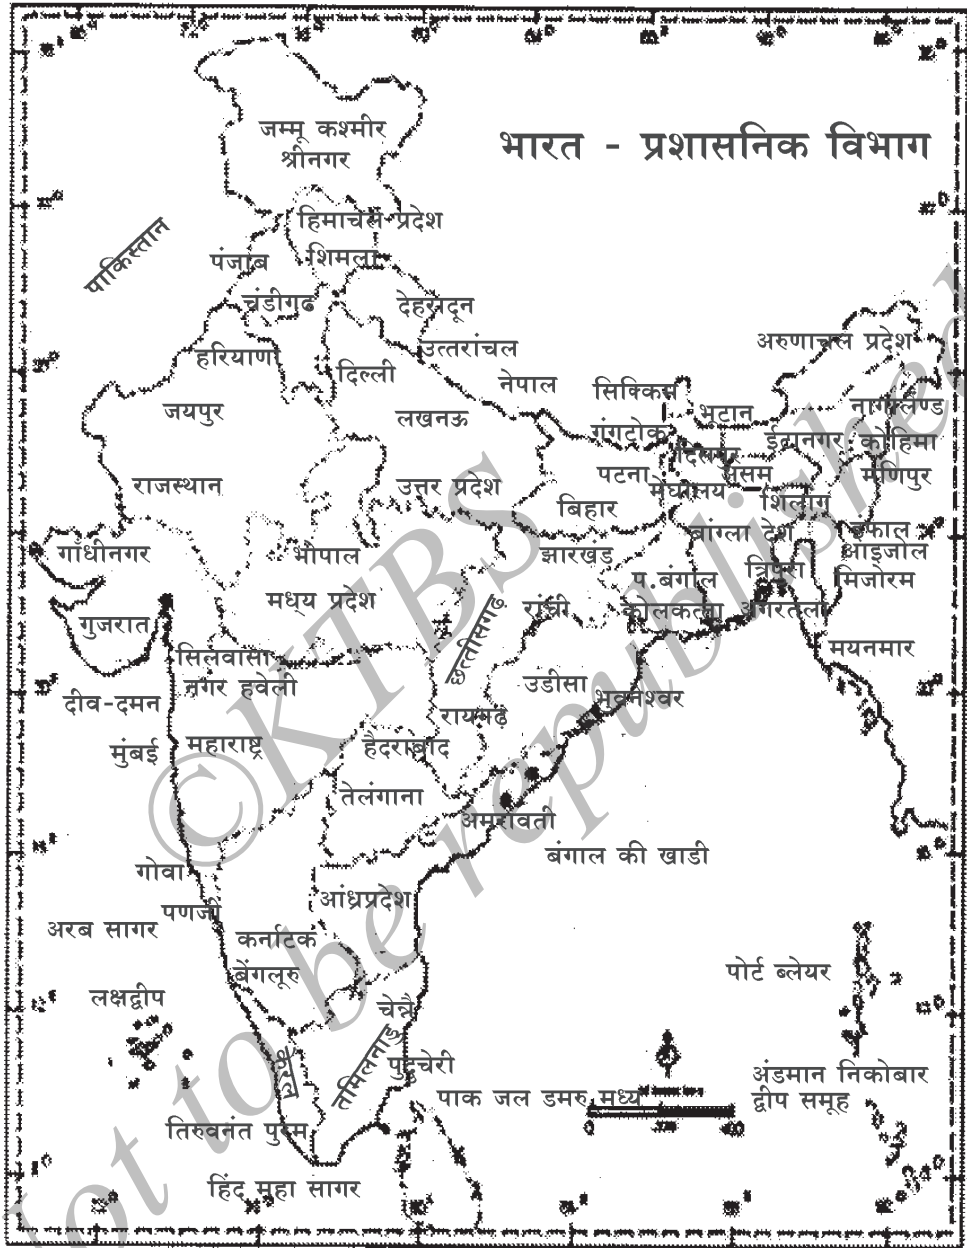 भारत - प्रशासनिक विभाग
जम्मू कश्मीर
श्रीनगर
हिमाचल प्रदेश
पाकिस्तान
पंजाब
शिमला
चंडीगढ
देहरादून
अरुणाचल प्रदेश
उत्तरांचल
हरियाणा
दिल्ली
नेपाल
सिक्किम
जयपुर
लखनऊ
भूटान
नागालैण्ड
गंगटोक
ईटानगर
कोहिमा
दिसपुर
पटना
असम
मणिपुर
राजस्थान
उत्तर प्रदेश
मेघालय
बिहार
शिलांग
बांग्ला देश
इंफाल
गांधीनगर
भोपाल
झारखड
आइजोल
त्रिपुरा
प.बंगाल
मिजोरम
मध्य प्रदेश
रांची
कोलकत्ता
अगरतला
गुजरात
छत्तीसगढ़
मयनमार
सिलवासा
नगर हवेली
उडीसा
भुवनेश्वर
दीव-दमन
रायगढ
मुंबई
महाराष्ट्र
हैदराबाद
तेलंगाना
अमरावती
बंगाल की खाडी
गोवा
आंध्रप्रदेश
पणजी
अरब सागर
कर्नाटक
बेंगलूरु
पोर्ट ब्लेयर
लक्षद्वीप
चेन्नै
केरल
तमिलनाडु
पुदुचेरी
अंडमान निकोबार
द्वीप समूह
पाक जल डमरु मध्य
0
तिरुवनंत पुरम
हिंद महा सागर
©KTBS
Not to be republished